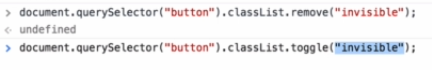 > document.querySelector("button").classList.remove("invisible");
undefined
> document.querySelector("button").classList.toggle("invisible");